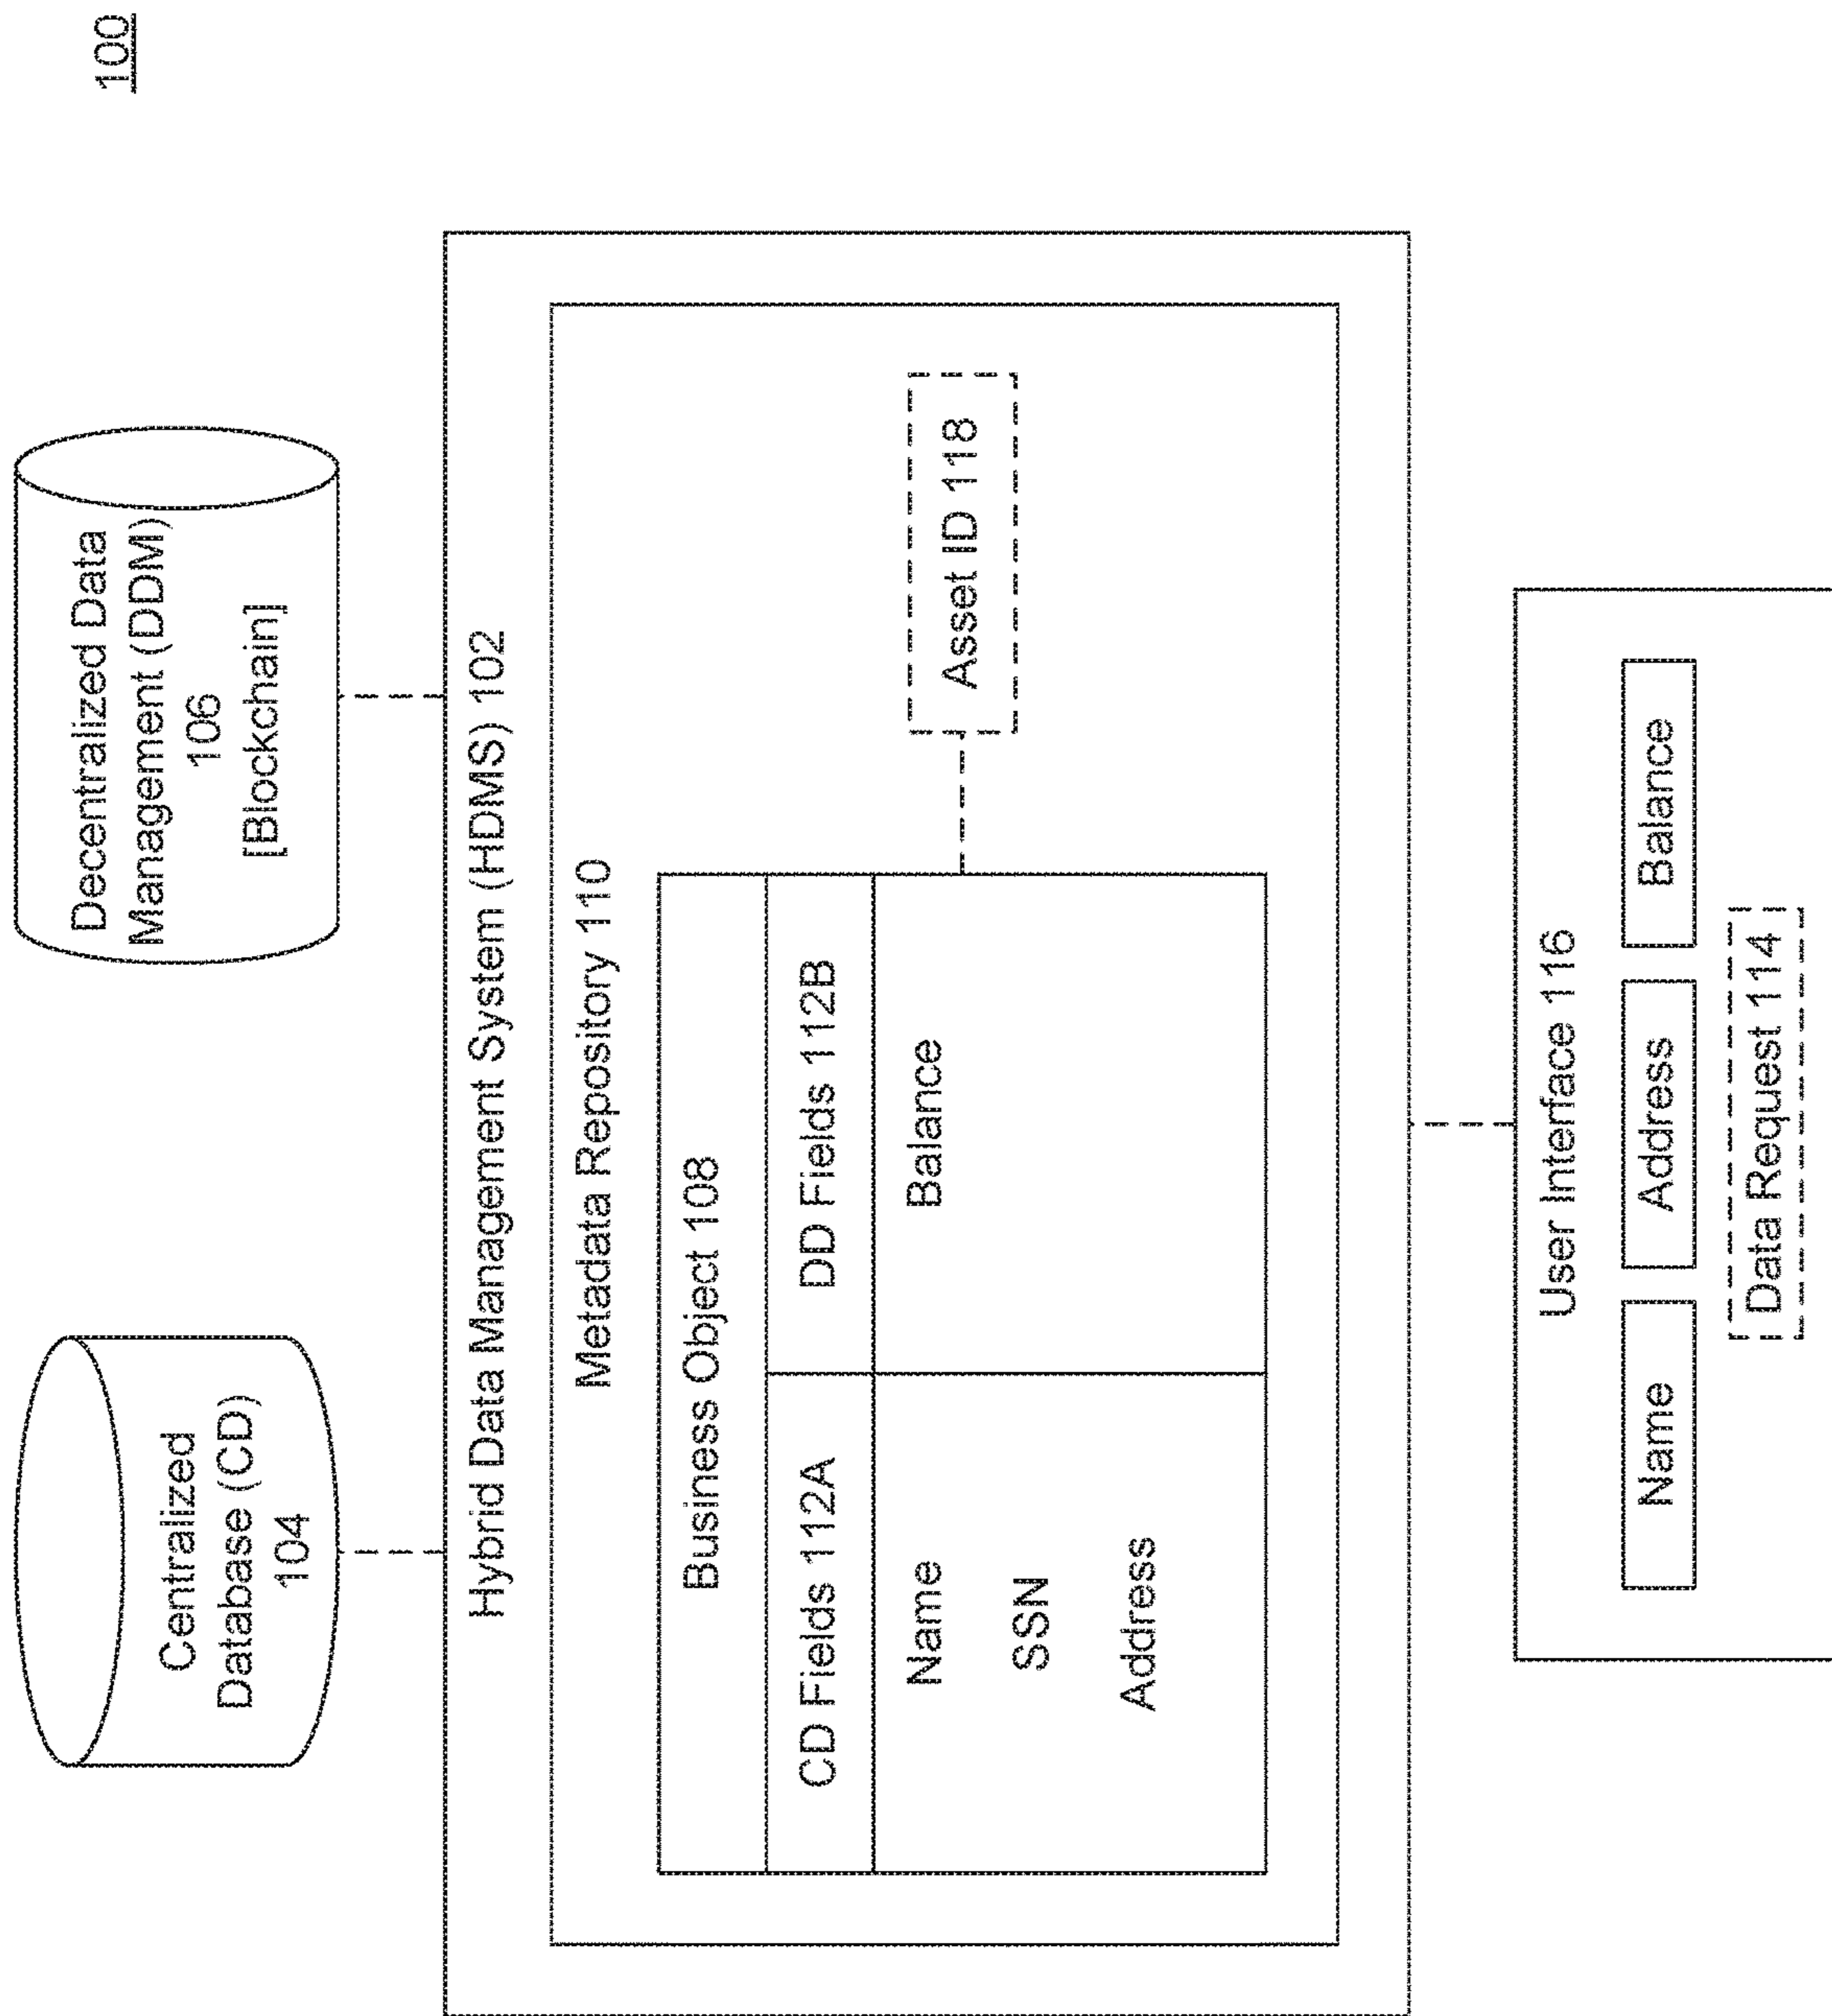 100
Centralized
Database (CD)
104
Decentralized Data
Management (DDM)
106
[Blockchain]
Hybrid Data Management System (HDMS) 102
Metadata Repository 110
Business Object 108
CD Fields 112A
DD Fields 112B
Name
SSN
Address
Balance
Asset ID 118
User Interface 116
Name
Address
Balance
Data Request 114